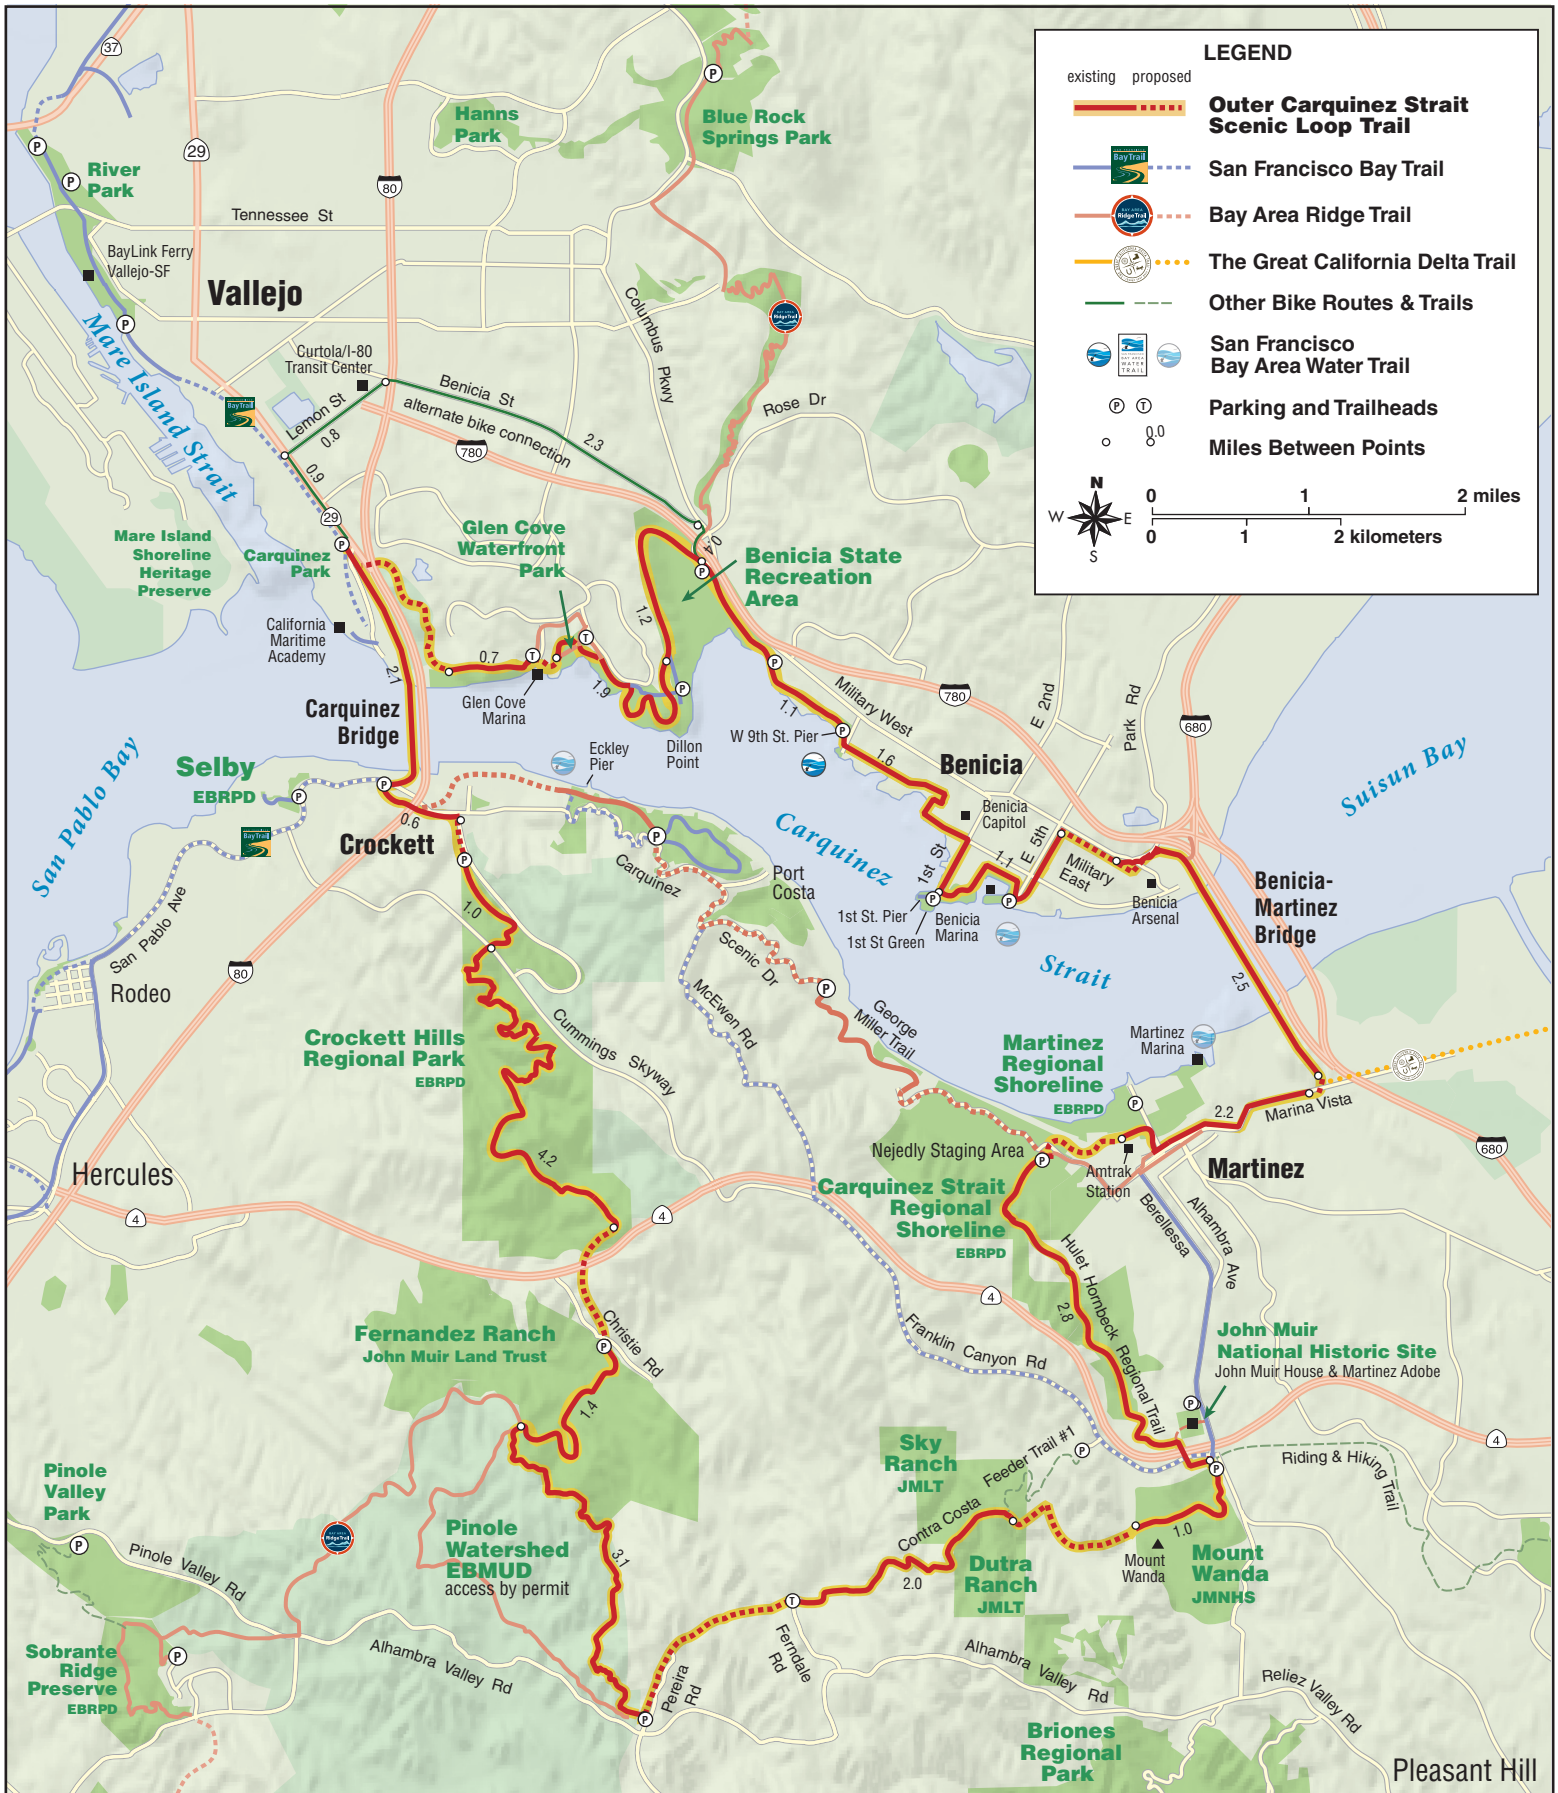 LEGEND
existing proposed
Outer Carquinez Strait
Scenic Loop Trail
San Francisco Bay Trail
Bay Area Ridge Trail
The Great California Delta Trail
Other Bike Routes & Trails
San Francisco
Bay Area Water Trail
Parking and Trailheads
0.0
Miles Between Points
N
W E
S
0 1 2 miles
0 1 2 kilometers
37
29
80
Hanns
Park
Blue Rock
Springs Park
River
Park
Tennessee St
BayLink Ferry
Vallejo-SF
Vallejo
Mare Island Strait
Curtola/I-80
Transit Center
Columbus Pkwy
Benicia St
alternate bike connection
2.3
Lemon St
0.8
0.9
780
Rose Dr
29
Mare Island
Shoreline
Heritage
Preserve
Carquinez
Park
Glen Cove
Waterfront
Park
0.4
Benicia State
Recreation
Area
California
Maritime
Academy
2.1
0.7
1.2
1.9
Glen Cove
Marina
Dillon
Point
Carquinez
Bridge
Eckley
Pier
W 9th St. Pier
1.1
Military West
1.6
780
E 2nd
Park Rd
680
Benicia
Benicia
Capitol
Selby
EBRPD
San Pablo Bay
Suisun Bay
0.6
Crockett
Carquinez
Port
Costa
Carquinez
Strait
1st St
1.1
E 5th
Military
East
Benicia
Arsenal
1st St. Pier
1st St Green
Benicia
Marina
Benicia-
Martinez
Bridge
2.5
San Pablo Ave
Rodeo
80
1.0
Scenic Dr
McEwen Rd
George
Miller Trail
Crockett Hills
Regional Park
EBRPD
Cummings Skyway
Martinez
Regional
Shoreline
EBRPD
Martinez
Marina
2.2
Marina Vista
680
4.2
Nejedly Staging Area
Amtrak
Station
Martinez
Hercules
4
4
Carquinez Strait
Regional
Shoreline
EBRPD
Berellessa
Alhambra Ave
Hulet Hornbeck Regional Trail
2.8
4
Franklin Canyon Rd
Christie Rd
Fernandez Ranch
John Muir Land Trust
1.4
John Muir
National Historic Site
John Muir House & Martinez Adobe
4
Riding & Hiking Trail
Sky
Ranch
JMLT
Feeder Trail #1
Contra Costa
Pinole
Valley
Park
Pinole Valley Rd
Pinole
Watershed
EBMUD
access by permit
3.1
2.0
Dutra
Ranch
JMLT
Mount
Wanda
1.0
Mount
Wanda
JMNHS
Sobrante
Ridge
Preserve
EBRPD
Alhambra Valley Rd
Pereira Rd
Ferndale Rd
Alhambra Valley Rd
Reliez Valley Rd
Briones
Regional
Park
Pleasant Hill